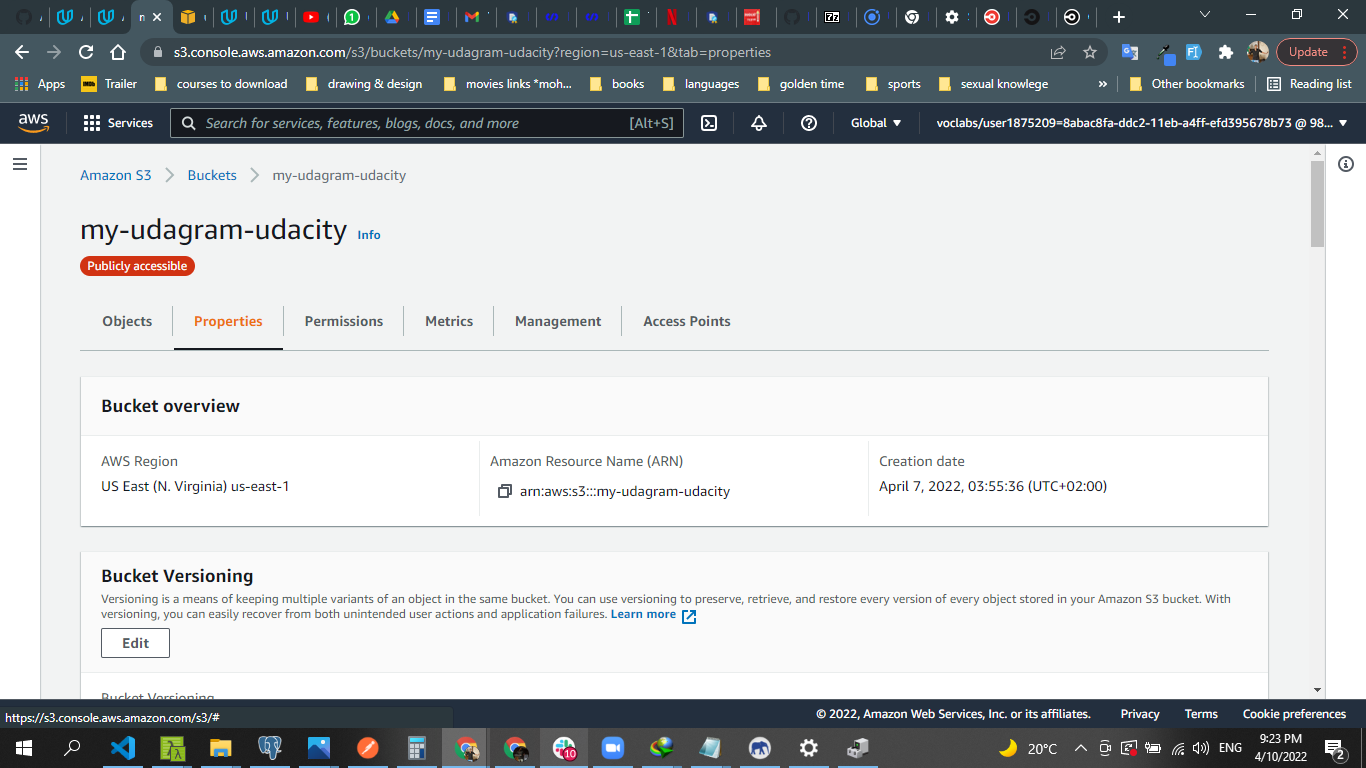 s3.console.aws.amazon.com/s3/buckets/my-udagram-udacity?region=us-east-1&tab=properties
Update
Apps
Trailer
courses to download
drawing & design
movies links *moh...
books
languages
golden time
sports
sexual knowlege
»
Other bookmarks
Reading list
aws
Services
Search for services, features, blogs, docs, and more
[Alt+S]
Global
voclabs/user1875209=8abac8fa-ddc2-11eb-a4ff-efd395678b73 @ 98...
Amazon S3
Buckets
my-udagram-udacity
my-udagram-udacity
Info
Publicly accessible
Objects
Properties
Permissions
Metrics
Management
Access Points
Bucket overview
AWS Region
US East (N. Virginia) us-east-1
Amazon Resource Name (ARN)
arn:aws:s3:::my-udagram-udacity
Creation date
April 7, 2022, 03:55:36 (UTC+02:00)
Bucket Versioning
Versioning is a means of keeping multiple variants of an object in the same bucket. You can use versioning to preserve, retrieve, and restore every version of every object stored in your Amazon S3 bucket. With
versioning, you can easily recover from both unintended user actions and application failures. Learn more
Edit
Bucket Versioning
https://s3.console.aws.amazon.com/s3/#
© 2022, Amazon Web Services, Inc. or its affiliates.
Privacy
Terms
Cookie preferences
10
20°C
ENG
9:23 PM
4/10/2022
2